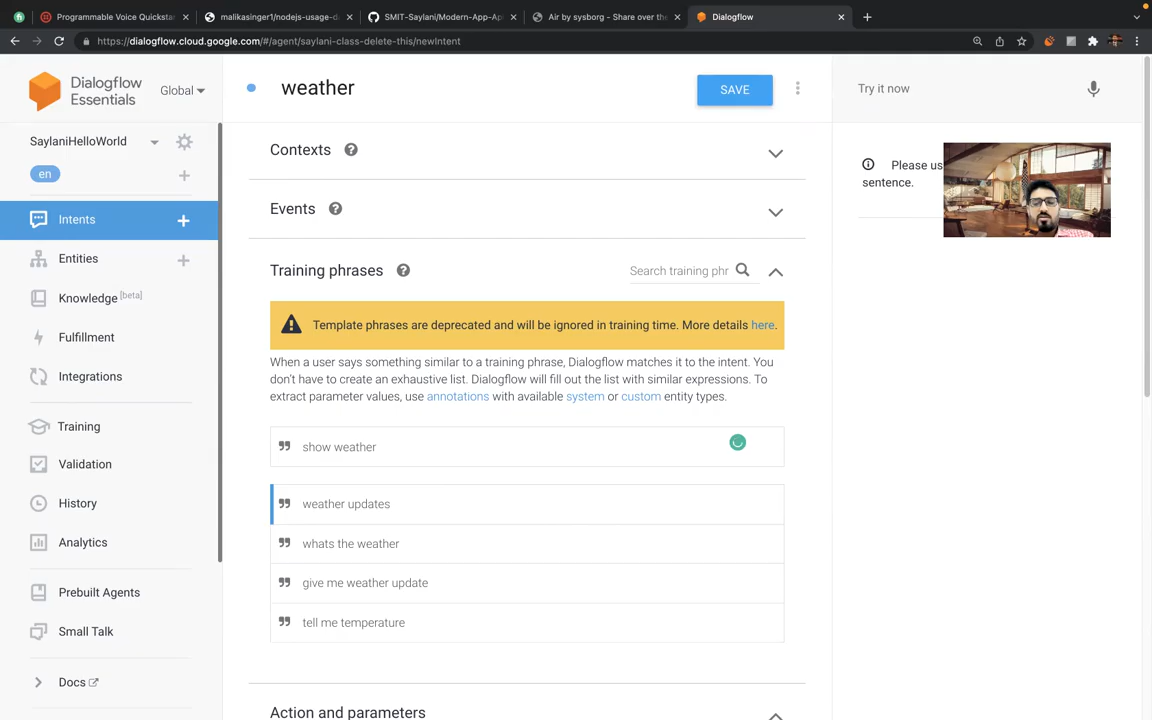 Programmable Voice Quicksta
malikasinger1/nodejs-usage-d
SMIT-Saylani/Modern-App-Ap
Air by sysborg - Share over the
Dialogflow
https://dialogflow.cloud.google.com/#/agent/saylani-class-delete-this/newIntent
Dialogflow
Essentials
Global
SaylaniHelloWorld
en
Intents
Entities
Knowledge [beta]
Fulfillment
Integrations
Training
Validation
History
Analytics
Prebuilt Agents
Small Talk
Docs
weather
SAVE
Contexts
Events
Training phrases
Search training phr
Template phrases are deprecated and will be ignored in training time. More details here.
When a user says something similar to a training phrase, Dialogflow matches it to the intent. You
don't have to create an exhaustive list. Dialogflow will fill out the list with similar expressions. To
extract parameter values, use annotations with available system or custom entity types.
show weather
weather updates
whats the weather
give me weather update
tell me temperature
Action and parameters
Try it now
Please us
sentence.